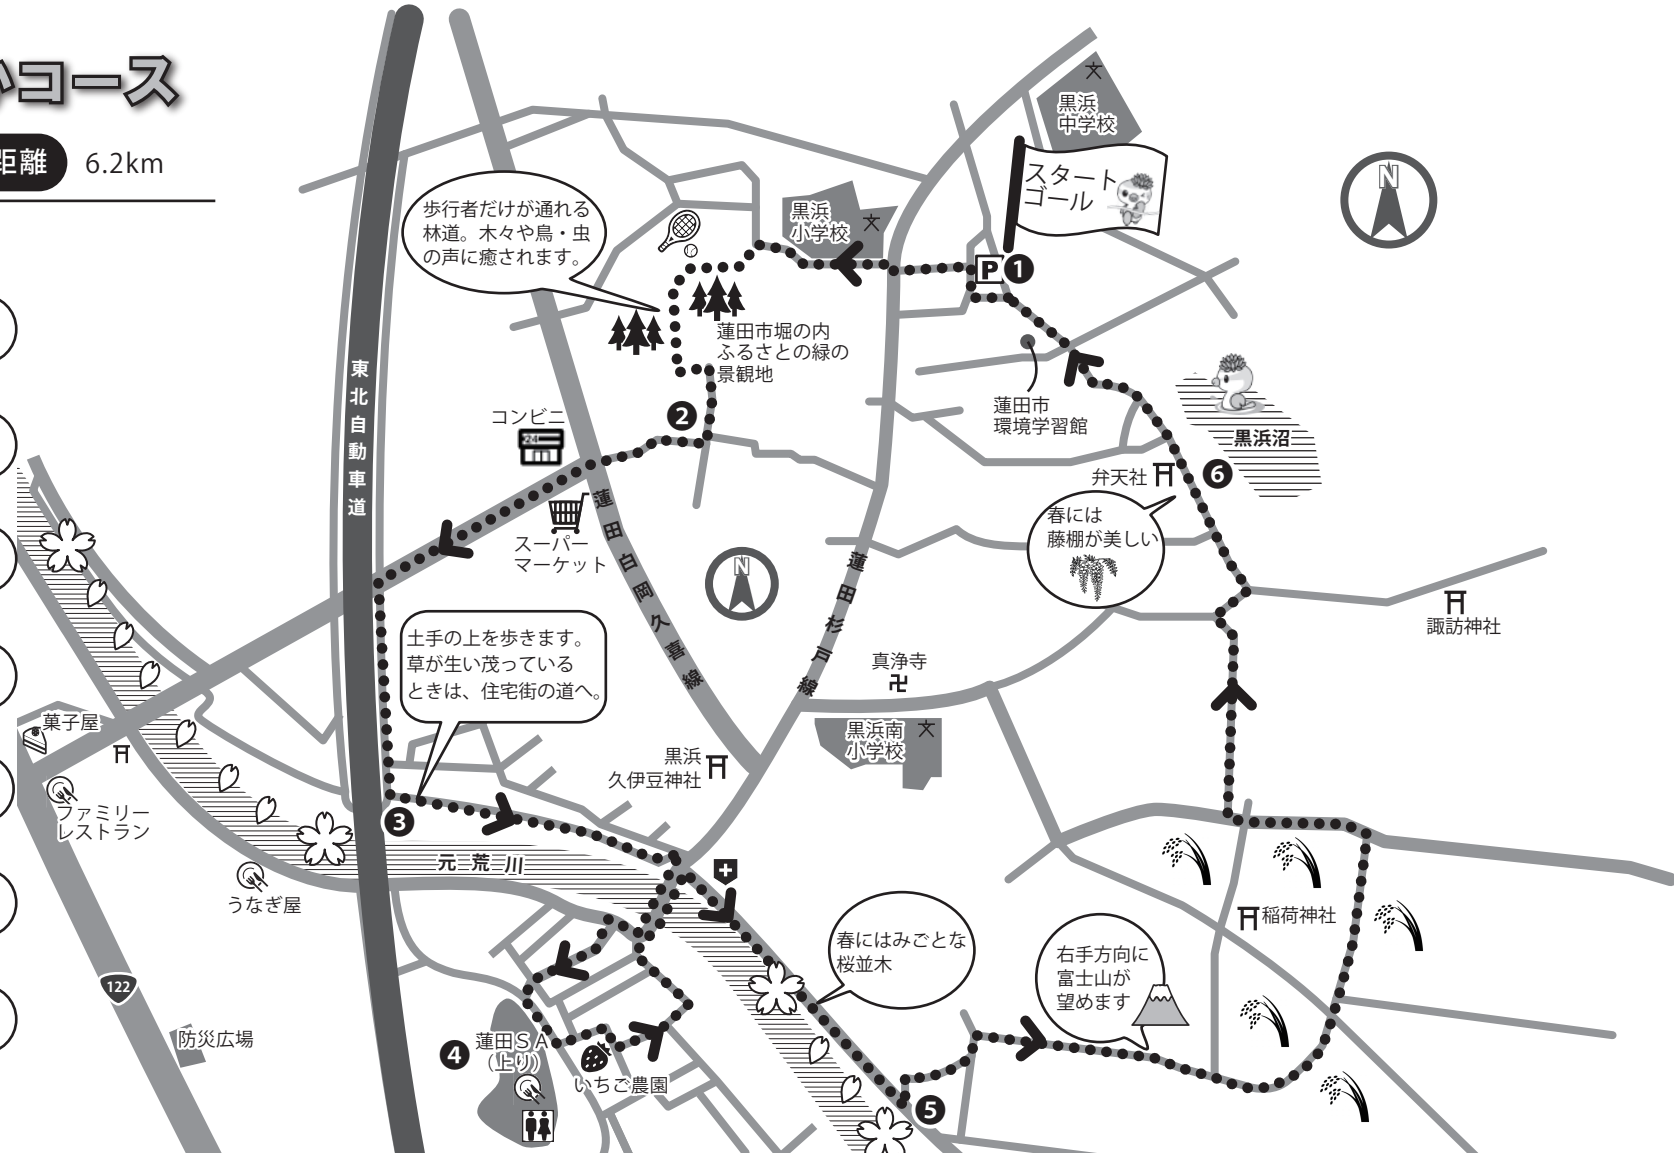 コース
距離 6.2km
黒浜
中学校
スタート
ゴール
N
歩行者だけが通れる
林道。木々や鳥・虫
の声に癒されます。
黒浜
小学校
文
文
P
1
蓮田市堀の内
ふるさとの緑の
景観地
東北自動車道
コンビニ
24
2
蓮田市
環境学習館
黒浜沼
弁天社
6
スーパー
マーケット
蓮田白岡久喜線
N
蓮田杉戸線
春には
藤棚が美しい
諏訪神社
土手の上を歩きます。
草が生い茂っている
ときは、住宅街の道へ。
真浄寺
卍
黒浜南
小学校
文
黒浜
久伊豆神社
菓子屋
ファミリー
レストラン
3
元荒川
うなぎ屋
稲荷神社
春にはみごとな
桜並木
右手方向に
富士山が
望めます
122
防災広場
4
蓮田SA
(上り)
いちご農園
5